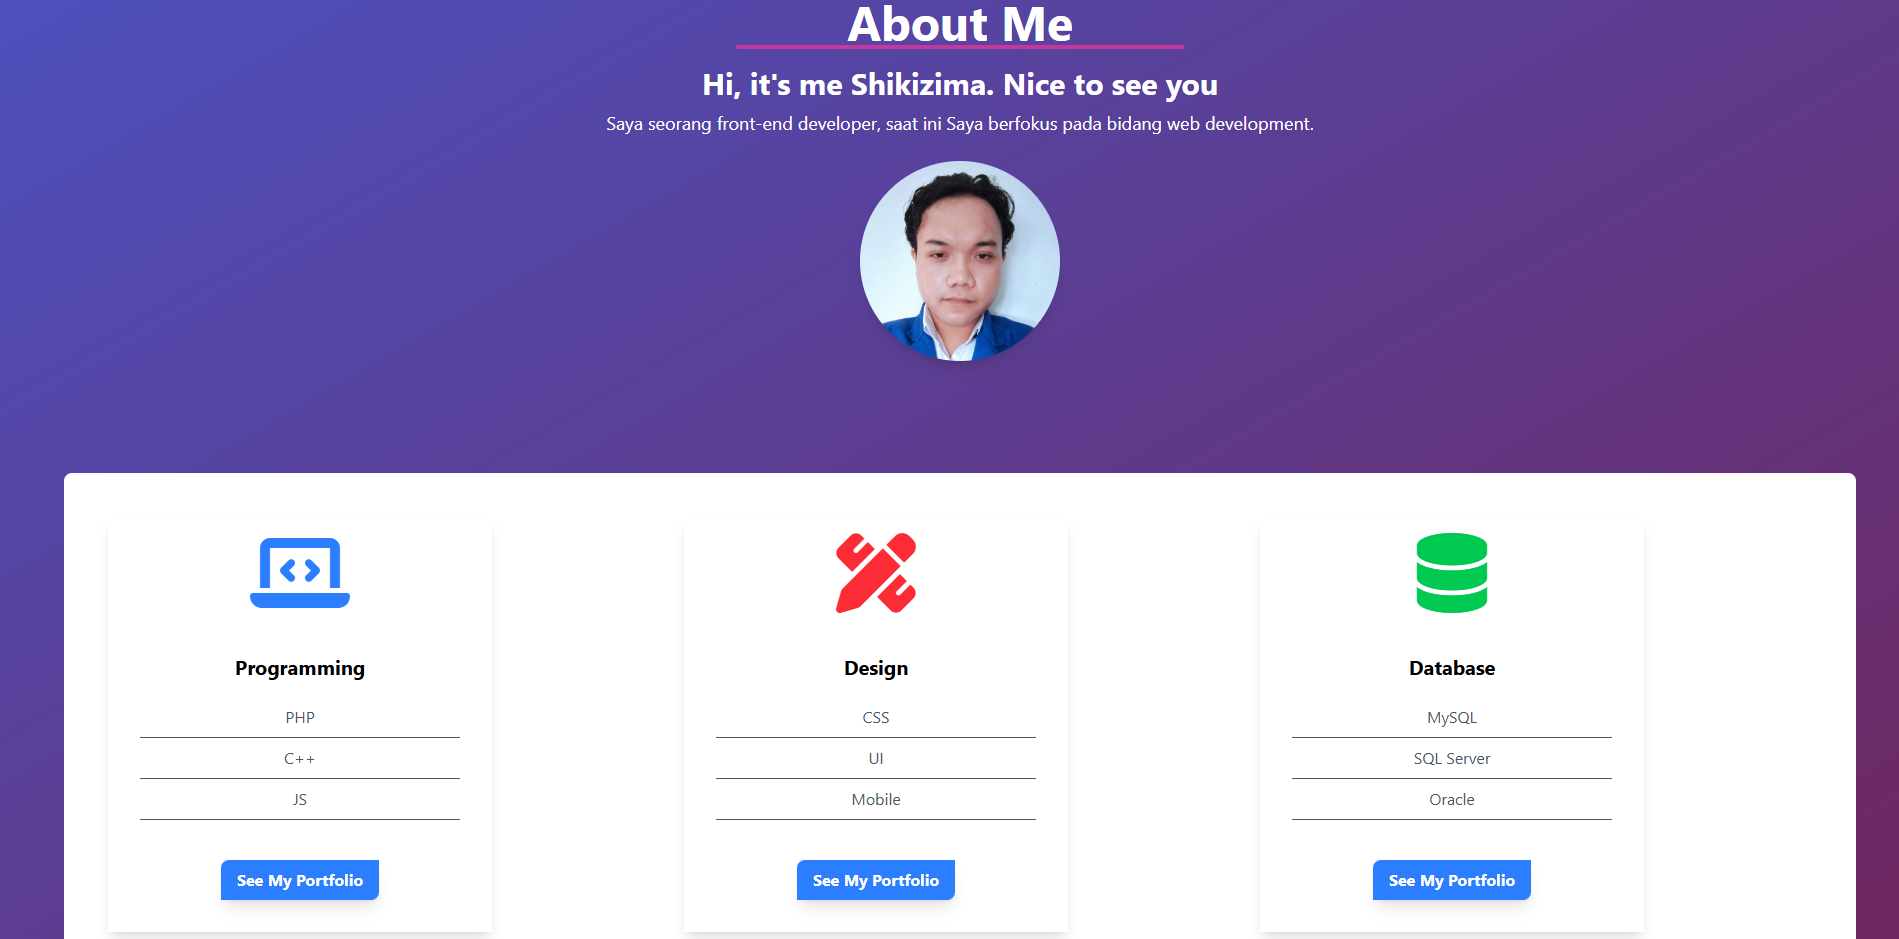 About Me
Hi, it's me Shikizima. Nice to see you
Saya seorang front-end developer, saat ini Saya berfokus pada bidang web development.
Programming
PHP
C++
JS
See My Portfolio
Design
CSS
UI
Mobile
See My Portfolio
Database
MySQL
SQL Server
Oracle
See My Portfolio